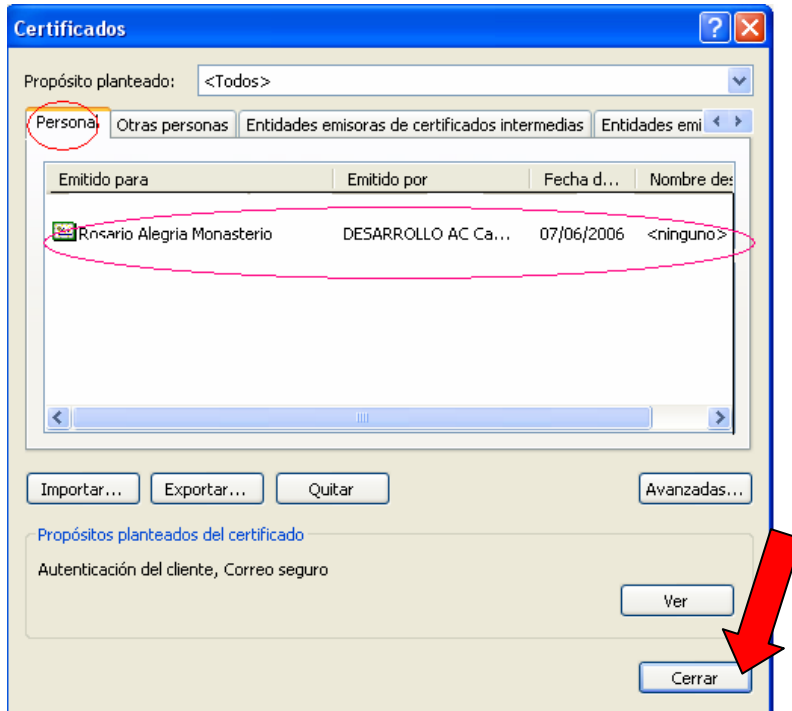 Certificados
Propósito planteado: <Todos>
Personal Otras personas Entidades emisoras de certificados intermedias Entidades emi
Emitido para Emitido por Fecha d... Nombre des
Rosario Alegria Monasterio DESARROLLO AC Ca... 07/06/2006 <ninguno>
Importar... Exportar... Quitar Avanzadas...
Propósitos planteados del certificado
Autenticación del cliente, Correo seguro
Ver
Cerrar